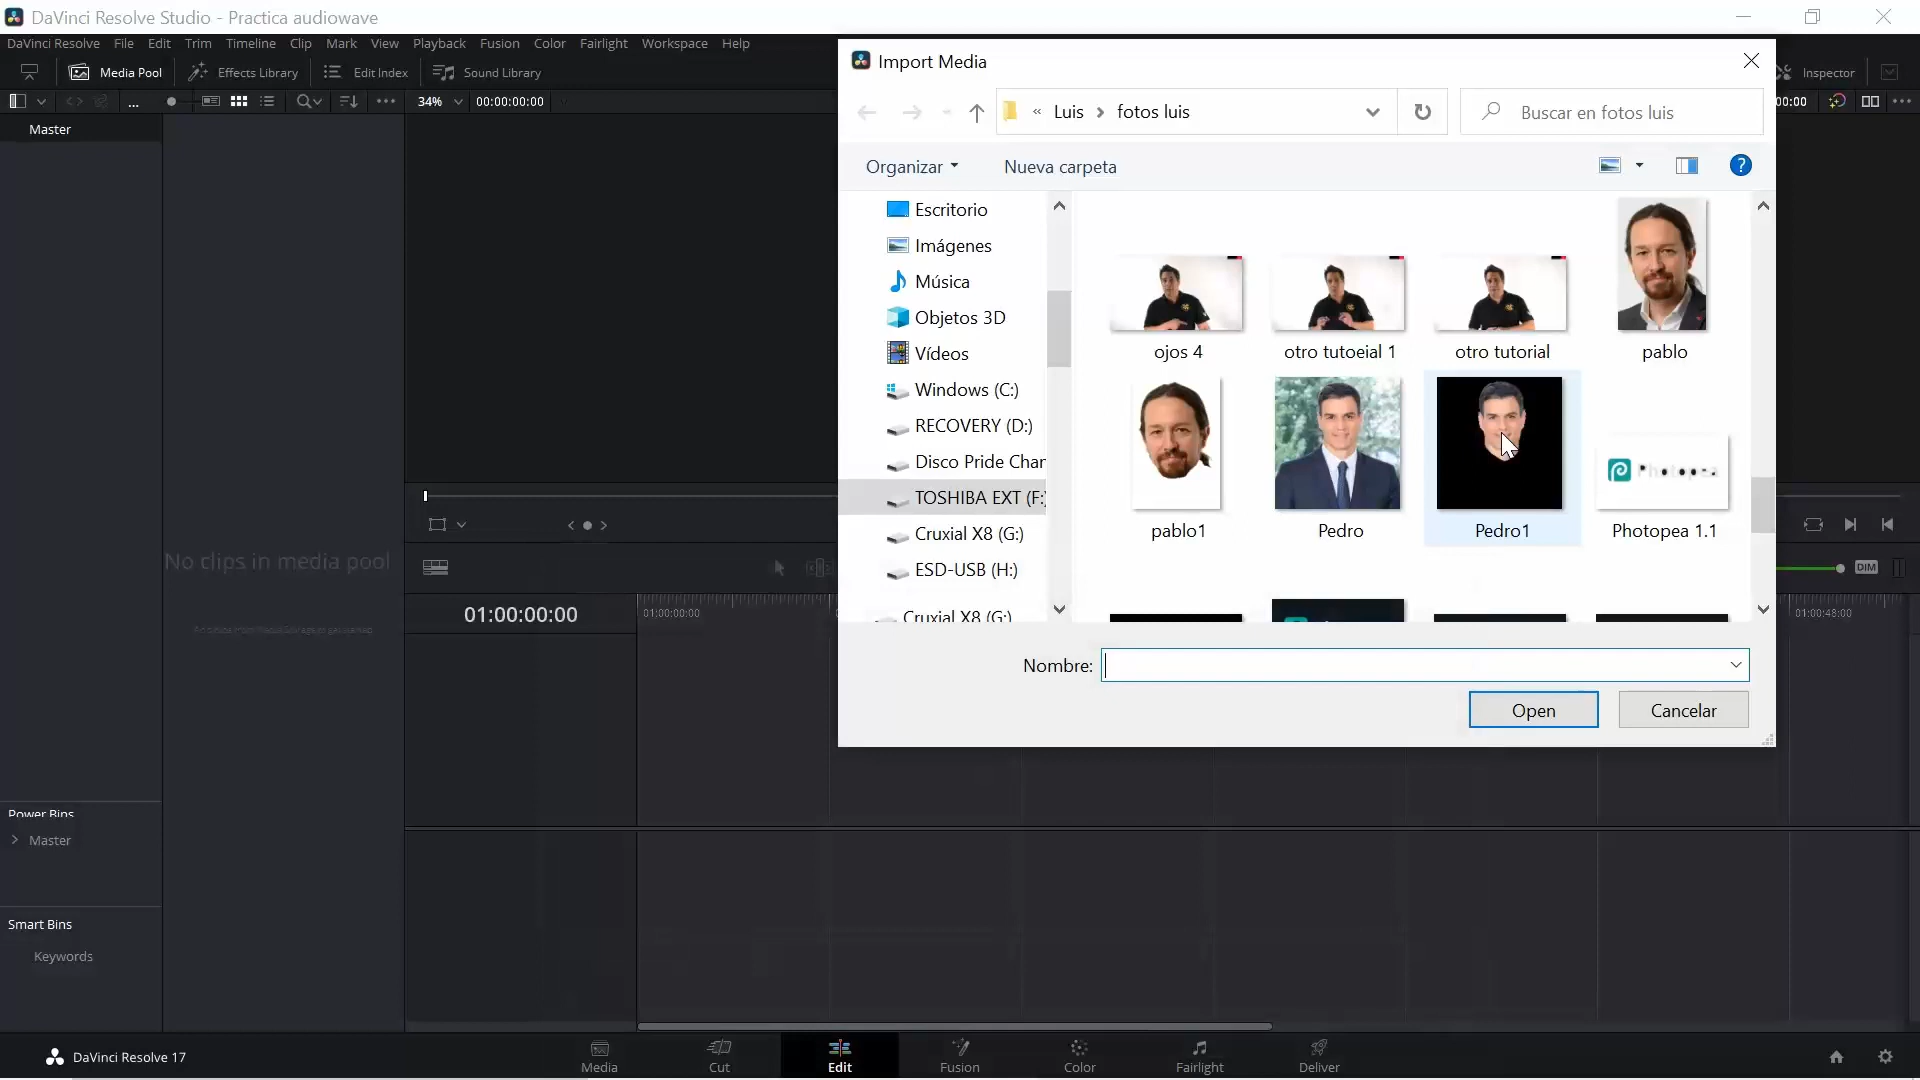 DaVinci Resolve Studio - Practica audiowave
DaVinci Resolve File Edit Trim Timeline Clip Mark View Playback Fusion Color Fairlight Workspace Help
Media Pool Effects Library Edit Index Sound Library
Inspector
34% 00:00:00:00
00:00
Master
No clips in media pool
Power Bins
Master
Smart Bins
Keywords
Import Media
« Luis > fotos luis
Buscar en fotos luis
Organizar
Nueva carpeta
Escritorio
Imágenes
Música
Objetos 3D
Vídeos
Windows (C:)
RECOVERY (D:)
Disco Pride Char
TOSHIBA EXT (F:)
Cruxial X8 (G:)
ESD-USB (H:)
Cruxial X8 (G:)
ojos 4
otro tutoeial 1
otro tutorial
pablo
pablo1
Pedro
Pedro1
Photopea
Photopea 1.1
Nombre:
Open
Cancelar
DIM
01:00:00:00
01:00:00:00
01:00:48:00
DaVinci Resolve 17
Media
Cut
Edit
Fusion
Color
Fairlight
Deliver